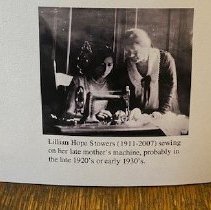 Lillian Hope Stowers (1911-2007) sewing
on her late mother's machine, probably in
the late 1920's or early 1930's.